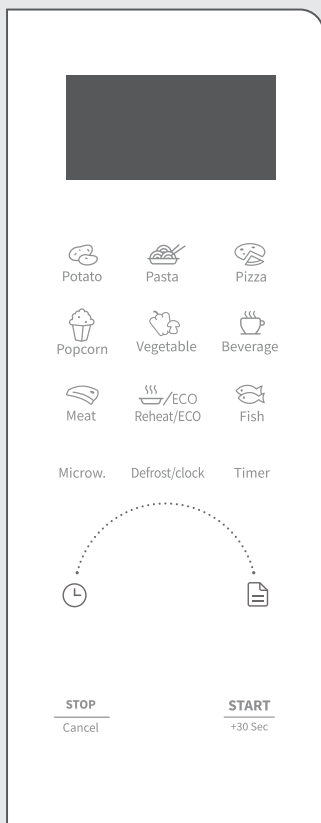 Potato Pasta Pizza
Popcorn Vegetable Beverage
/ECO
Meat Reheat/ECO Fish
Microw. Defrost/clock Timer
STOP START
Cancel +30 Sec